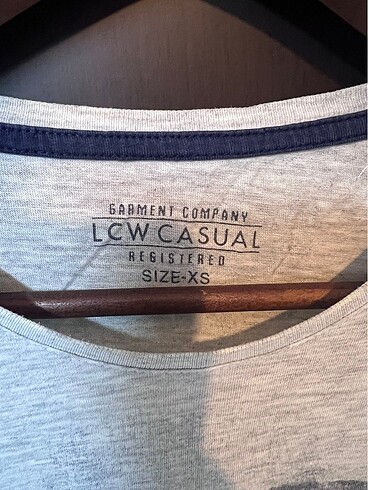 GARMENT COMPANY
LCW CASUAL
REGISTERED
SIZE-XS